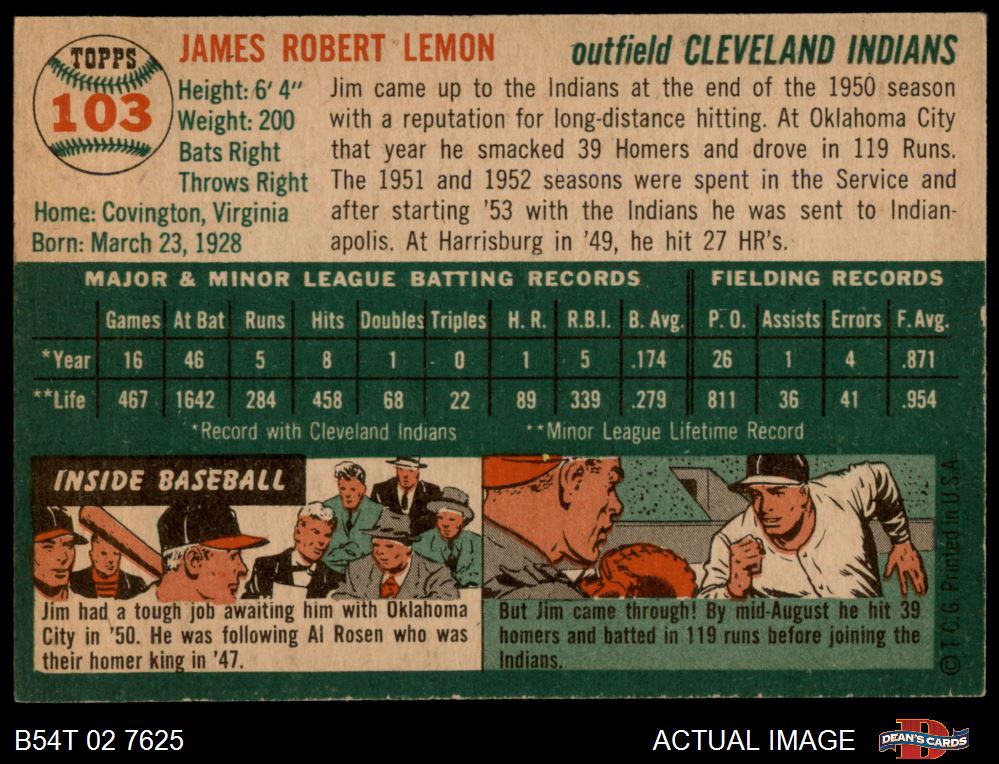 TOPPS
103
JAMES ROBERT LEMON
outfield CLEVELAND INDIANS
Height: 6' 4"
Weight: 200
Bats Right
Throws Right
Home: Covington, Virginia
Born: March 23, 1928
Jim came up to the Indians at the end of the 1950 season
with a reputation for long-distance hitting. At Oklahoma City
that year he smacked 39 Homers and drove in 119 Runs.
The 1951 and 1952 seasons were spent in the Service and
after starting '53 with the Indians he was sent to Indian-
apolis. At Harrisburg in '49, he hit 27 HR's.
MAJOR & MINOR LEAGUE BATTING RECORDS FIELDING RECORDS
Games At Bat Runs Hits Doubles Triples H. R. R.B.I. B. Avg. P. O. Assists Errors F. Avg.
*Year 16 46 5 8 1 0 1 5 .174 26 1 4 .871
**Life 467 1642 284 458 68 22 89 339 .279 811 36 41 .954
*Record with Cleveland Indians **Minor League Lifetime Record
INSIDE BASEBALL
Jim had a tough job awaiting him with Oklahoma
City in '50. He was following Al Rosen who was
their homer king in '47.
But Jim came through! By mid-August he hit 39
homers and batted in 119 runs before joining the
Indians.
© T.C.G. Printed in U.S.A
B54T 02 7625
ACTUAL IMAGE
D
DEAN'S CARDS